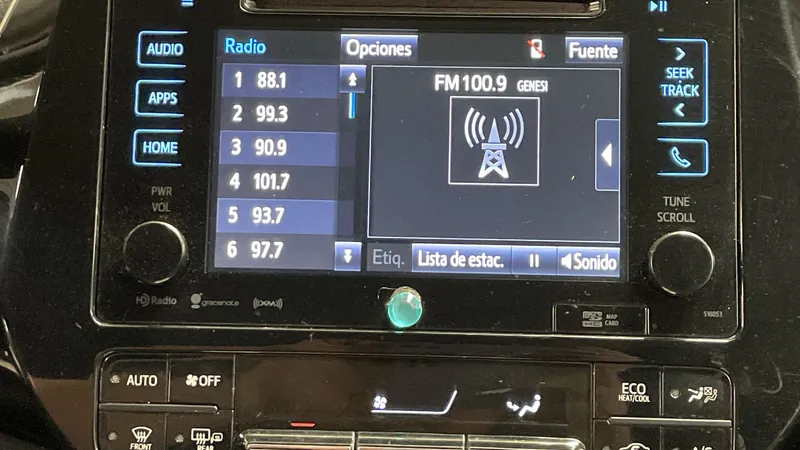 AUDIO
APPS
HOME
PWR
VOL
Radio
Opciones
Fuente
1 88.1
2 99.3
3 90.9
4 101.7
5 93.7
6 97.7
FM 100.9 GENESI
Etiq.
Lista de estac.
Sonido
SEEK
TRACK
TUNE
SCROLL
HD Radio
gracenote
((XM))
MAP
CARD
510053
AUTO
OFF
ECO
HEAT/COOL
FRONT
REAR
A/C